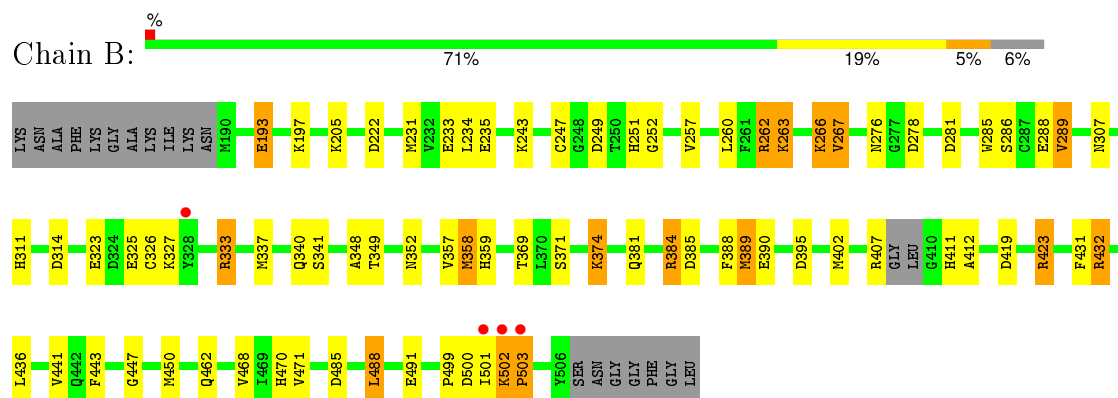 %
Chain B:
71% 19% 5% 6%
LYS ASN ALA PHE LYS GLY ALA LYS ILE LYS ASN M190 E193 K197 K205 D222 M231 V232 E233 L234 E235 K243 C247 G248 D249 T250 H251 G252 V257 L260 F261 R262 K263 K266 V267 N276 G277 D278 D281 W285 S286 C287 E288 V289 N307
H311 D314 E323 D324 E325 C326 K327 Y328 R333 M337 Q340 S341 A348 T349 N352 V357 M358 H359 T369 L370 S371 K374 Q381 R384 D385 F388 M389 E390 D395 M402 R407 GLY LEU G410 H411 A412 D419 R423 F431 R432
L436 V441 Q442 F443 G447 M450 Q462 V468 I469 H470 V471 D485 L488 E491 P499 D500 I501 K502 P503 Y506 SER ASN GLY GLY PHE GLY LEU